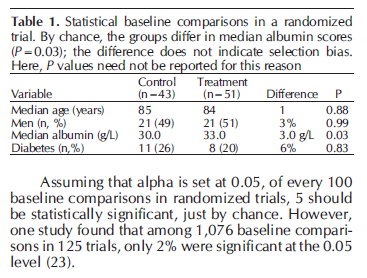 Table 1. Statistical baseline comparisons in a randomized
trial. By chance, the groups differ in median albumin scores
(P=0.03); the difference does not indicate selection bias.
Here, P values need not be reported for this reason
Control Treatment
Variable (n=43) (n=51) Difference P
Median age (years) 85 84 1 0.88
Men (n, %) 21 (49) 21 (51) 3% 0.99
Median albumin (g/L) 30.0 33.0 3.0 g/L 0.03
Diabetes (n,%) 11 (26) 8 (20) 6% 0.83
Assuming that alpha is set at 0.05, of every 100
baseline comparisons in randomized trials, 5 should
be statistically significant, just by chance. However,
one study found that among 1,076 baseline compari-
sons in 125 trials, only 2% were significant at the 0.05
level (23).